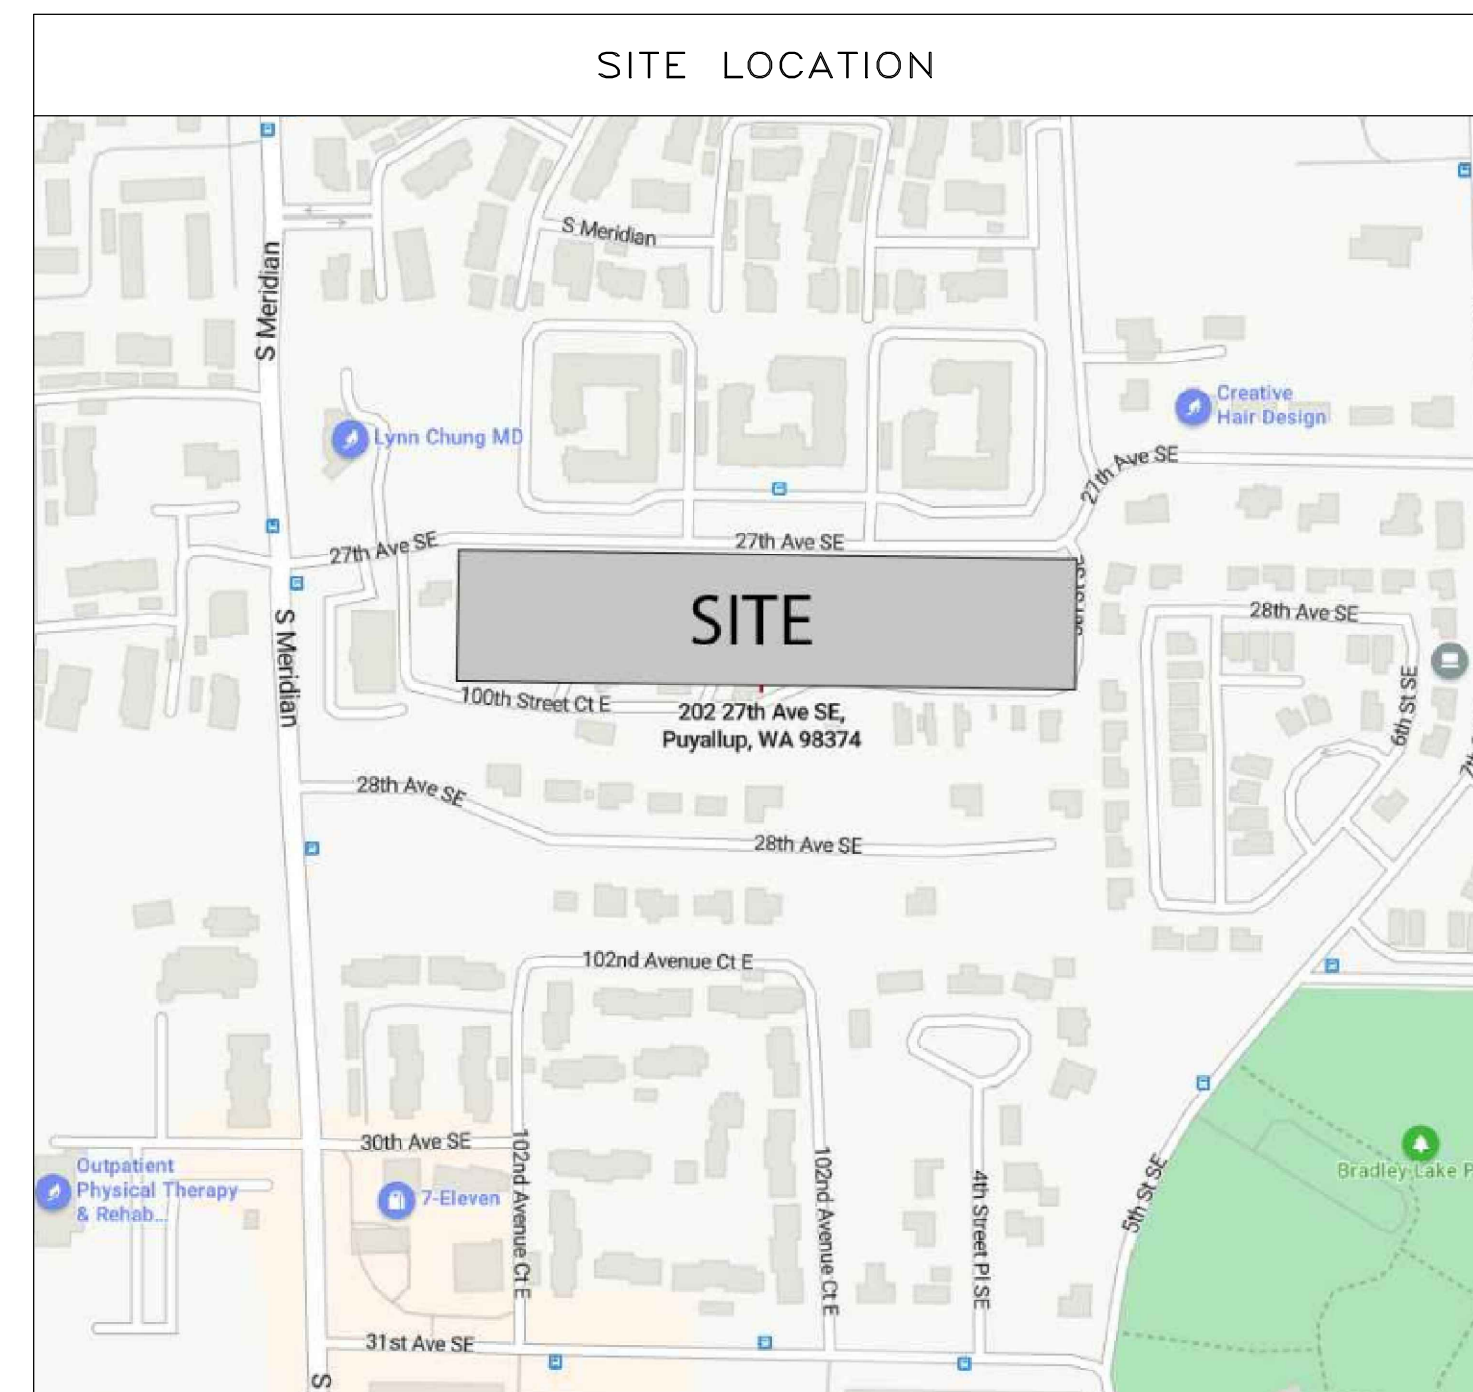 SITE LOCATION
S Meridian
S Meridian
Creative
Hair Design
Lynn Chung MD
27th Ave SE
27th Ave SE
27th Ave SE
SITE
28th Ave SE
S Meridian
6th St SE
100th Street Ct E
202 27th Ave SE,
Puyallup, WA 98374
28th Ave SE
28th Ave SE
102nd Avenue Ct E
30th Ave SE
102nd Avenue Ct E
102nd Avenue Ct E
4th Street Pl SE
5th St SE
Bradley Lake P
Outpatient
Physical Therapy
& Rehab...
7-Eleven
31st Ave SE
S